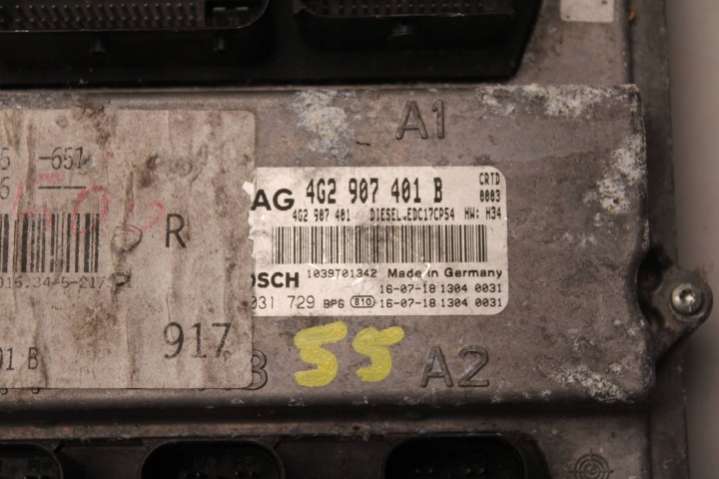 A1
-651
R
917
AG 4G2 907 401 B CRTD
0003
4G2 907 401 DIESEL.EDC17CP54 HW: H34
OSCH 1039701342 Made in Germany
16-07-18 1304 0031
031 729 BPS 810 16-07-18 1304 0031
55
A2